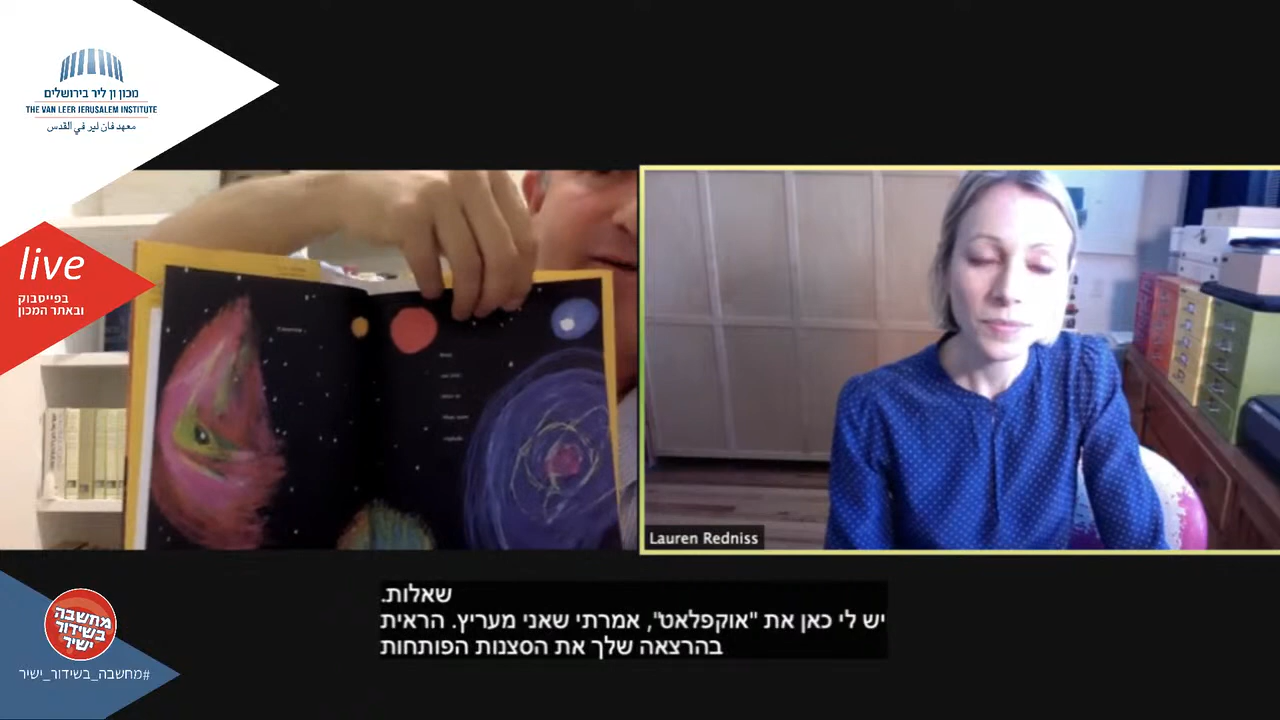 מכון ון ליר בירושלים
THE VAN LEER JERUSALEM INSTITUTE
معهد فان لير في القدس
live
בפייסבוק
ובאתר המכון
Lauren Redniss
שאלות.
יש לי כאן את "אוקפלאט", אמרתי שאני מעריץ. הראית
בהרצאה שלך את הסצנות הפותחות
מחשבה
בשידור
ישיר
#מחשבה_בשידור_ישיר